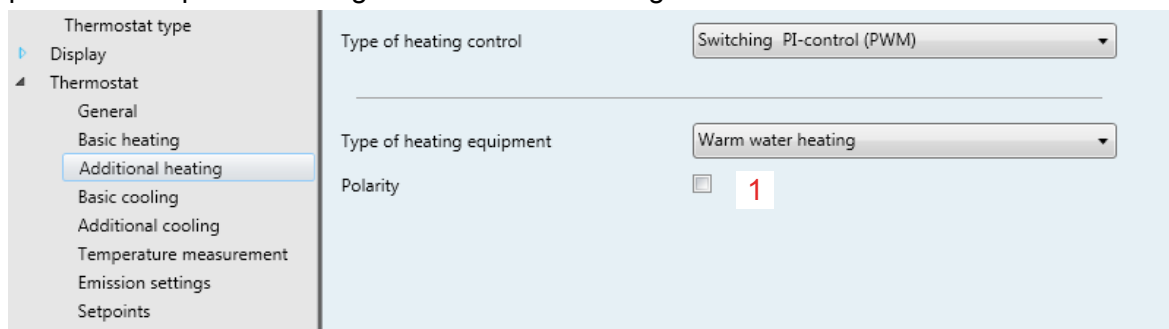 Thermostat type
Display
Thermostat
General
Basic heating
Additional heating
Basic cooling
Additional cooling
Temperature measurement
Emission settings
Setpoints
Type of heating control
Switching PI-control (PWM)
Type of heating equipment
Warm water heating
Polarity
1